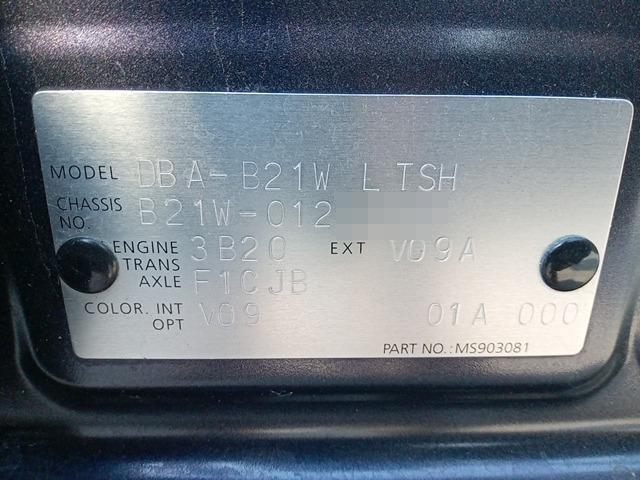 MODEL DBA-B21W LTSH
CHASSIS NO. B21W-012
ENGINE 3B20 EXT V09A
TRANS AXLE F1CJB
COLOR. INT V09 01A 000
OPT
PART NO.: MS903081